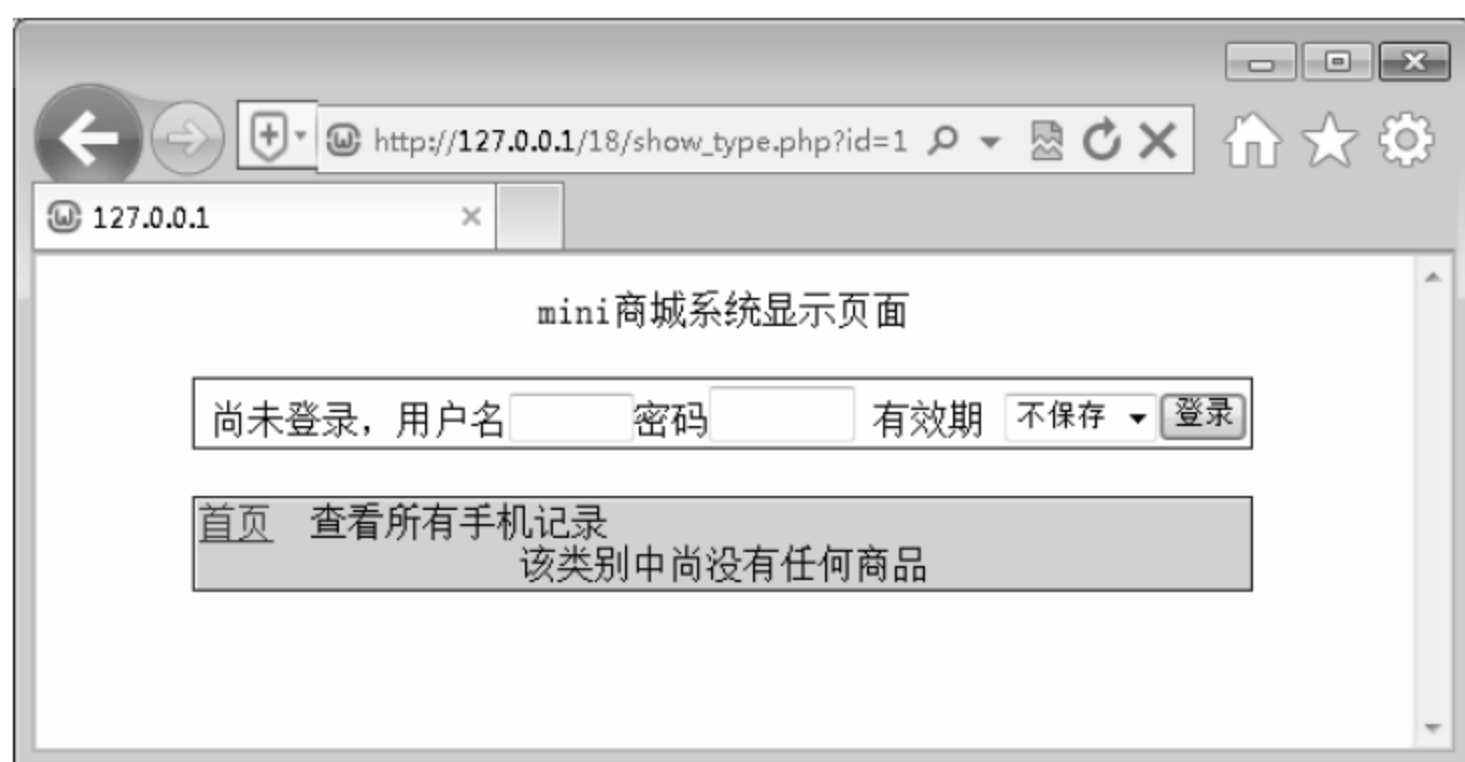 http://127.0.0.1/18/show_type.php?id=1
127.0.0.1
mini商城系统显示页面
尚未登录，用户名 密码 有效期 不保存 登录
首页 查看所有手机记录
该类别中尚没有任何商品